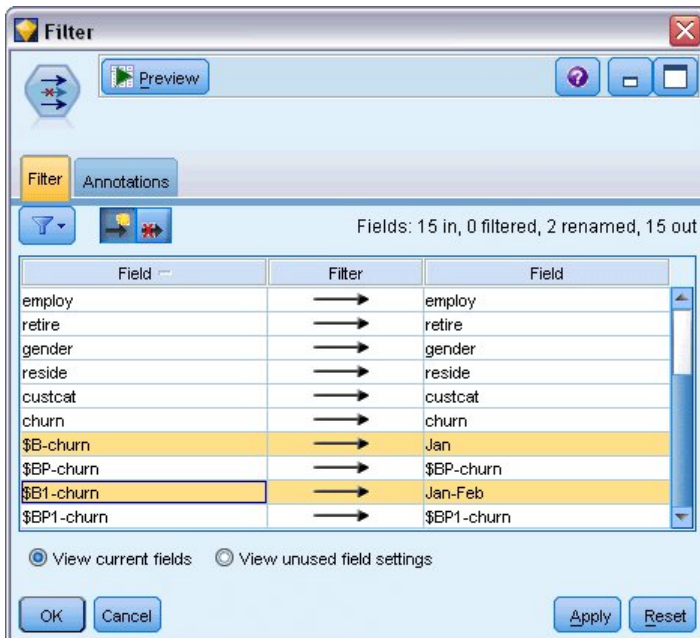 Filter
Preview
?
Filter Annotations
Fields: 15 in, 0 filtered, 2 renamed, 15 out
Field Filter Field
employ employ
retire retire
gender gender
reside reside
custcat custcat
churn churn
$B-churn Jan
$BP-churn $BP-churn
$B1-churn Jan-Feb
$BP1-churn $BP1-churn
View current fields View unused field settings
OK Cancel Apply Reset